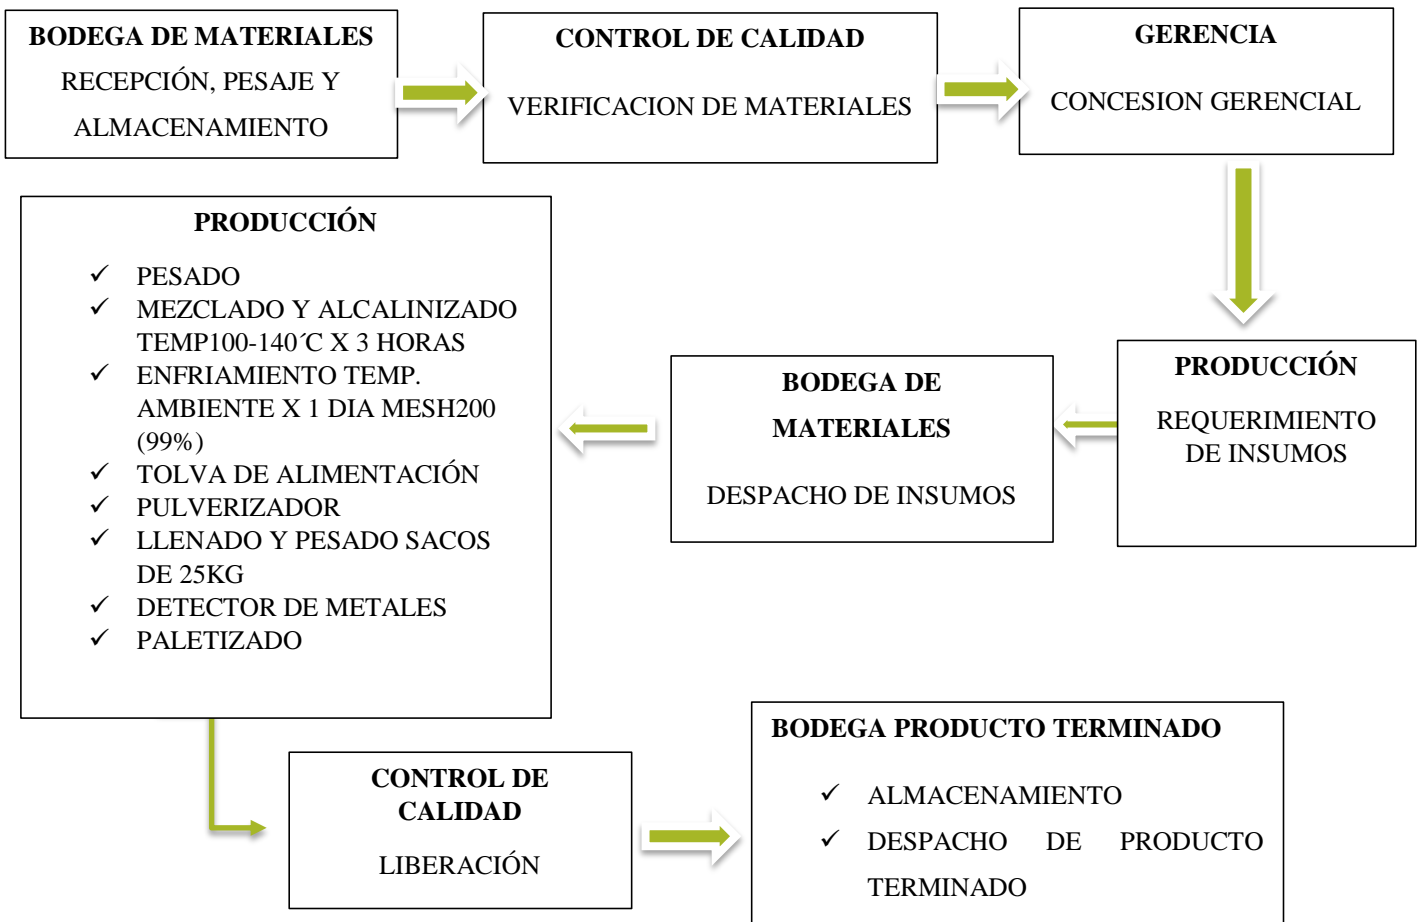 BODEGA DE MATERIALES
RECEPCIÓN, PESAJE Y
ALMACENAMIENTO
CONTROL DE CALIDAD
VERIFICACION DE MATERIALES
GERENCIA
CONCESION GERENCIAL
PRODUCCIÓN
REQUERIMIENTO
DE INSUMOS
BODEGA DE
MATERIALES
DESPACHO DE INSUMOS
PRODUCCIÓN
✓ PESADO
✓ MEZCLADO Y ALCALINIZADO
TEMP100-140´C X 3 HORAS
✓ ENFRIAMIENTO TEMP.
AMBIENTE X 1 DIA MESH200
(99%)
✓ TOLVA DE ALIMENTACIÓN
✓ PULVERIZADOR
✓ LLENADO Y PESADO SACOS
DE 25KG
✓ DETECTOR DE METALES
✓ PALETIZADO
CONTROL DE
CALIDAD
LIBERACIÓN
BODEGA PRODUCTO TERMINADO
✓ ALMACENAMIENTO
✓ DESPACHO DE PRODUCTO
TERMINADO